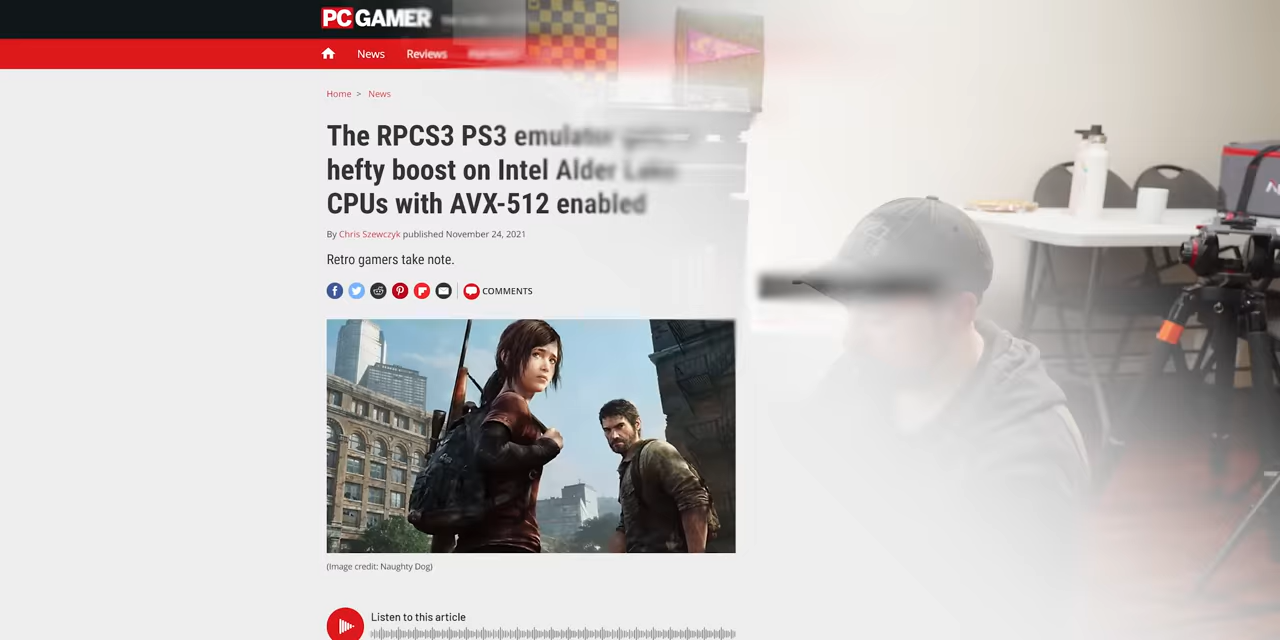 PC GAMER
News Reviews
Home > News
The RPCS3 PS3 emulator
hefty boost on Intel Alder Lake
CPUs with AVX-512 enabled
By Chris Szewczyk published November 24, 2021
Retro gamers take note.
COMMENTS
(Image credit: Naughty Dog)
Listen to this article